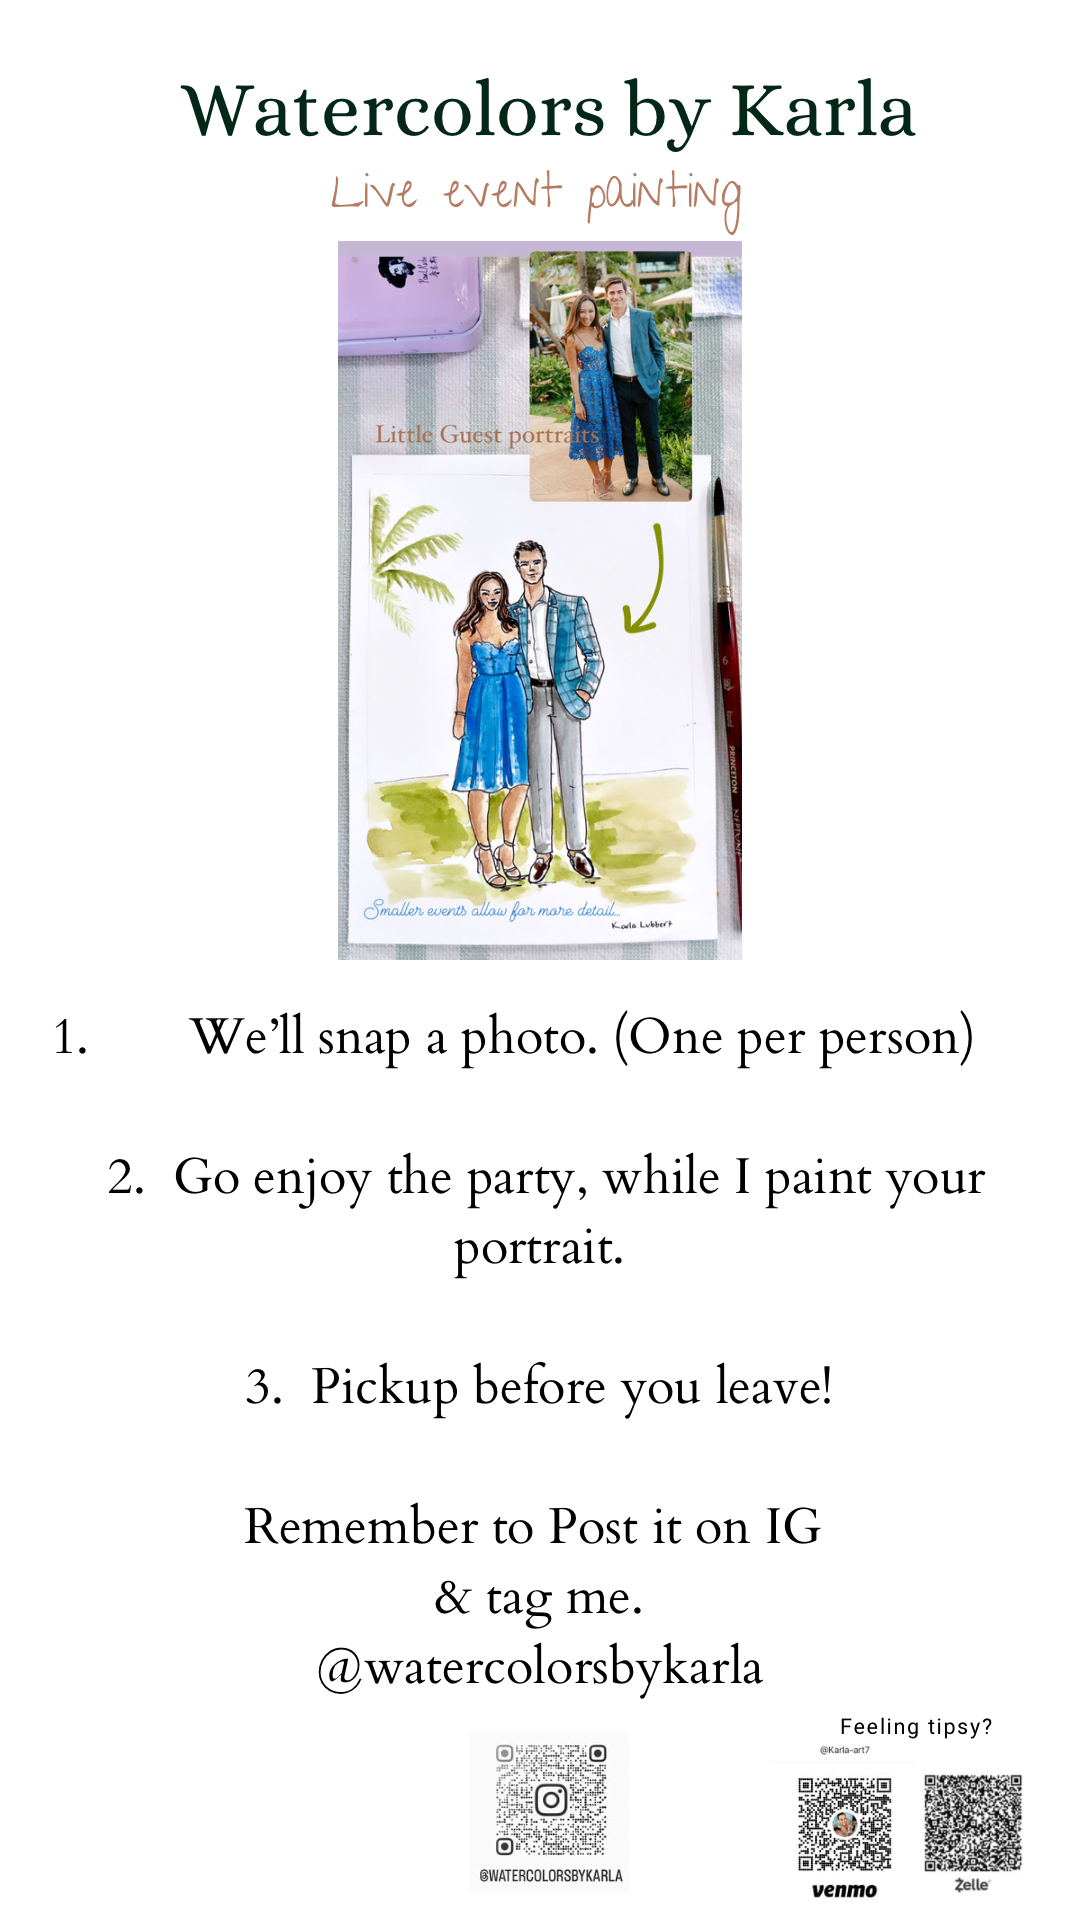 Watercolors by Karla
Live event painting
Little Guest portraits
6
PRINCETON
NEPTUNE
Smaller events allow for more detail...
Karla Lubbert
1. We’ll snap a photo. (One per person)
2. Go enjoy the party, while I paint your
portrait.
3. Pickup before you leave!
Remember to Post it on IG
& tag me.
@watercolorsbykarla
Feeling tipsy?
@Karla-art7
@WATERCOLORSBYKARLA
venmo
Zelle